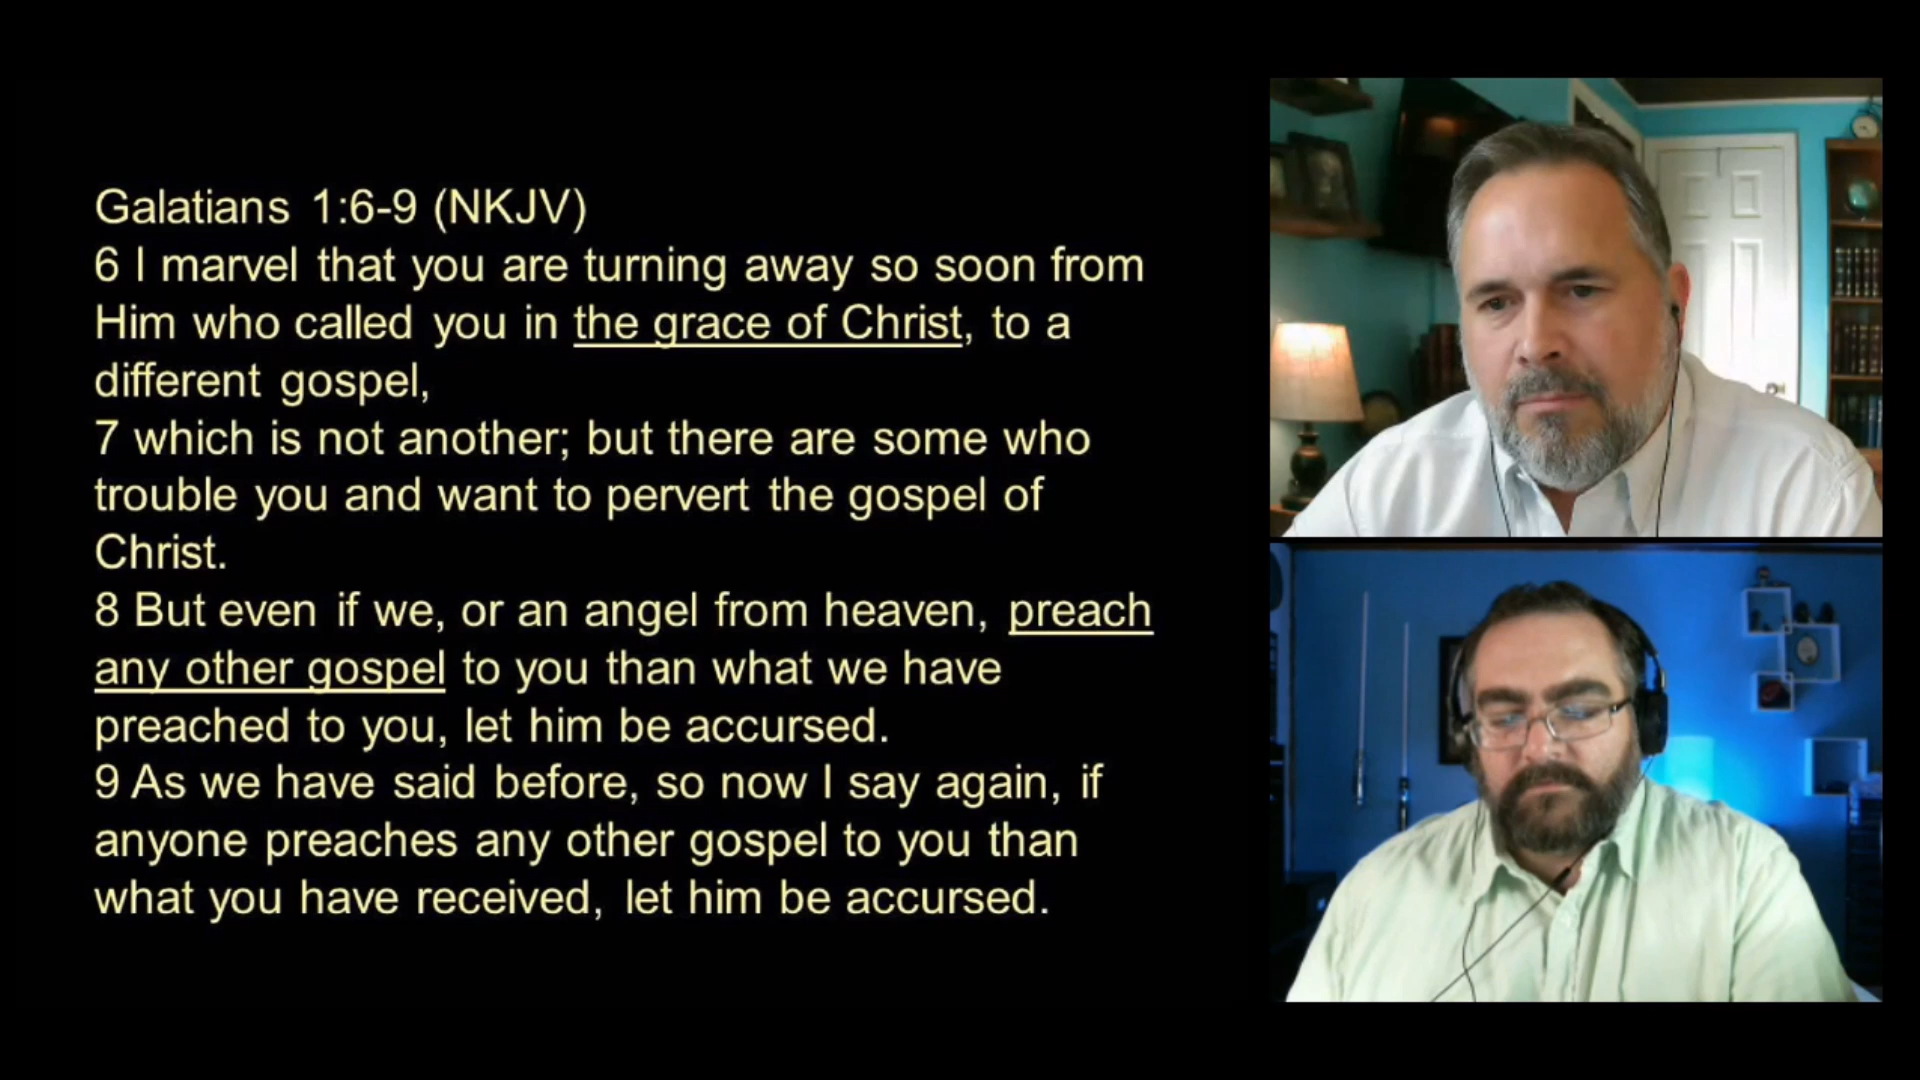 Galatians 1:6-9 (NKJV)
6 I marvel that you are turning away so soon from
Him who called you in the grace of Christ, to a
different gospel,
7 which is not another; but there are some who
trouble you and want to pervert the gospel of
Christ.
8 But even if we, or an angel from heaven, preach
any other gospel to you than what we have
preached to you, let him be accursed.
9 As we have said before, so now I say again, if
anyone preaches any other gospel to you than
what you have received, let him be accursed.